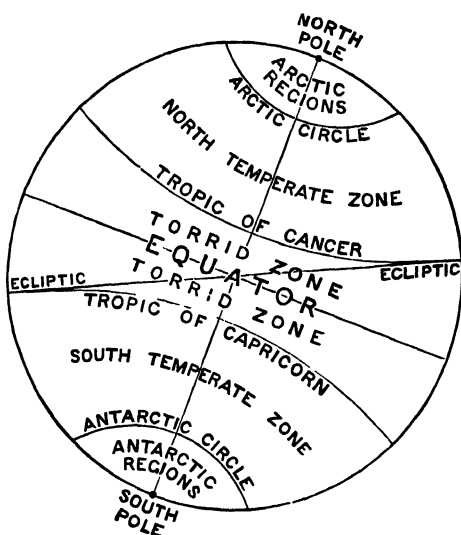 NORTH
POLE
ARCTIC
REGIONS
ARCTIC CIRCLE
NORTH TEMPERATE ZONE
TROPIC OF CANCER
TORRID ZONE
EQUATOR
ECLIPTIC
ECLIPTIC
TORRID ZONE
TROPIC OF CAPRICORN
SOUTH TEMPERATE ZONE
ANTARCTIC CIRCLE
ANTARCTIC
REGIONS
SOUTH
POLE